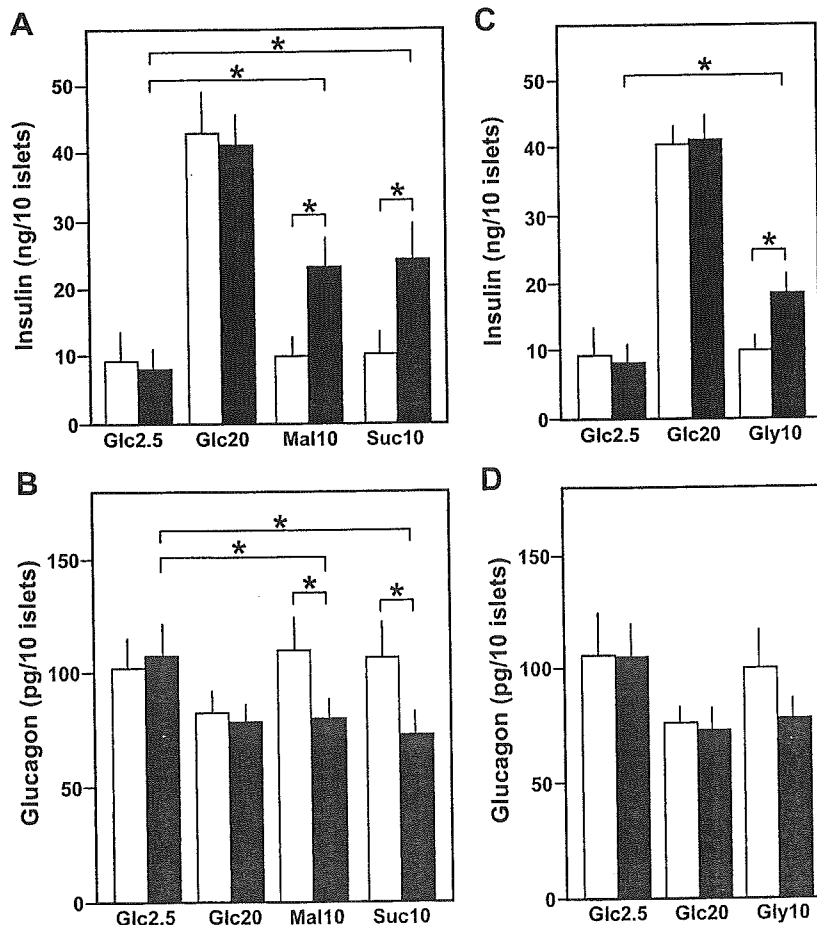 A
Insulin (ng/10 islets)
50
40
30
20
10
0
*
*
*
*
Glc2.5 Glc20 Mal10 Suc10
C
Insulin (ng/10 islets)
50
40
30
20
10
0
*
*
Glc2.5 Glc20 Gly10
B
Glucagon (pg/10 islets)
150
100
50
0
*
*
*
*
Glc2.5 Glc20 Mal10 Suc10
D
Glucagon (pg/10 islets)
150
100
50
0
Glc2.5 Glc20 Gly10